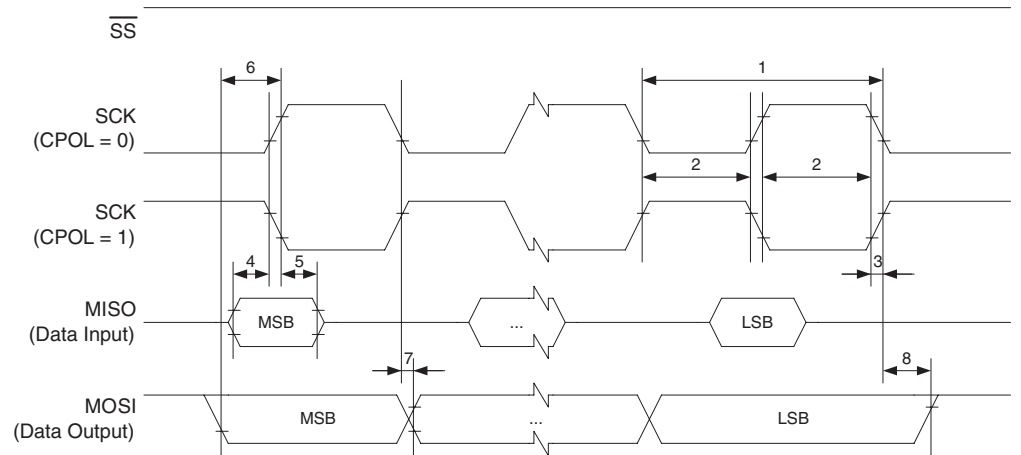 SS
6
1
SCK
(CPOL = 0)
2
2
SCK
(CPOL = 1)
4
5
3
MISO
(Data Input)
MSB
...
LSB
7
8
MOSI
(Data Output)
MSB
...
LSB